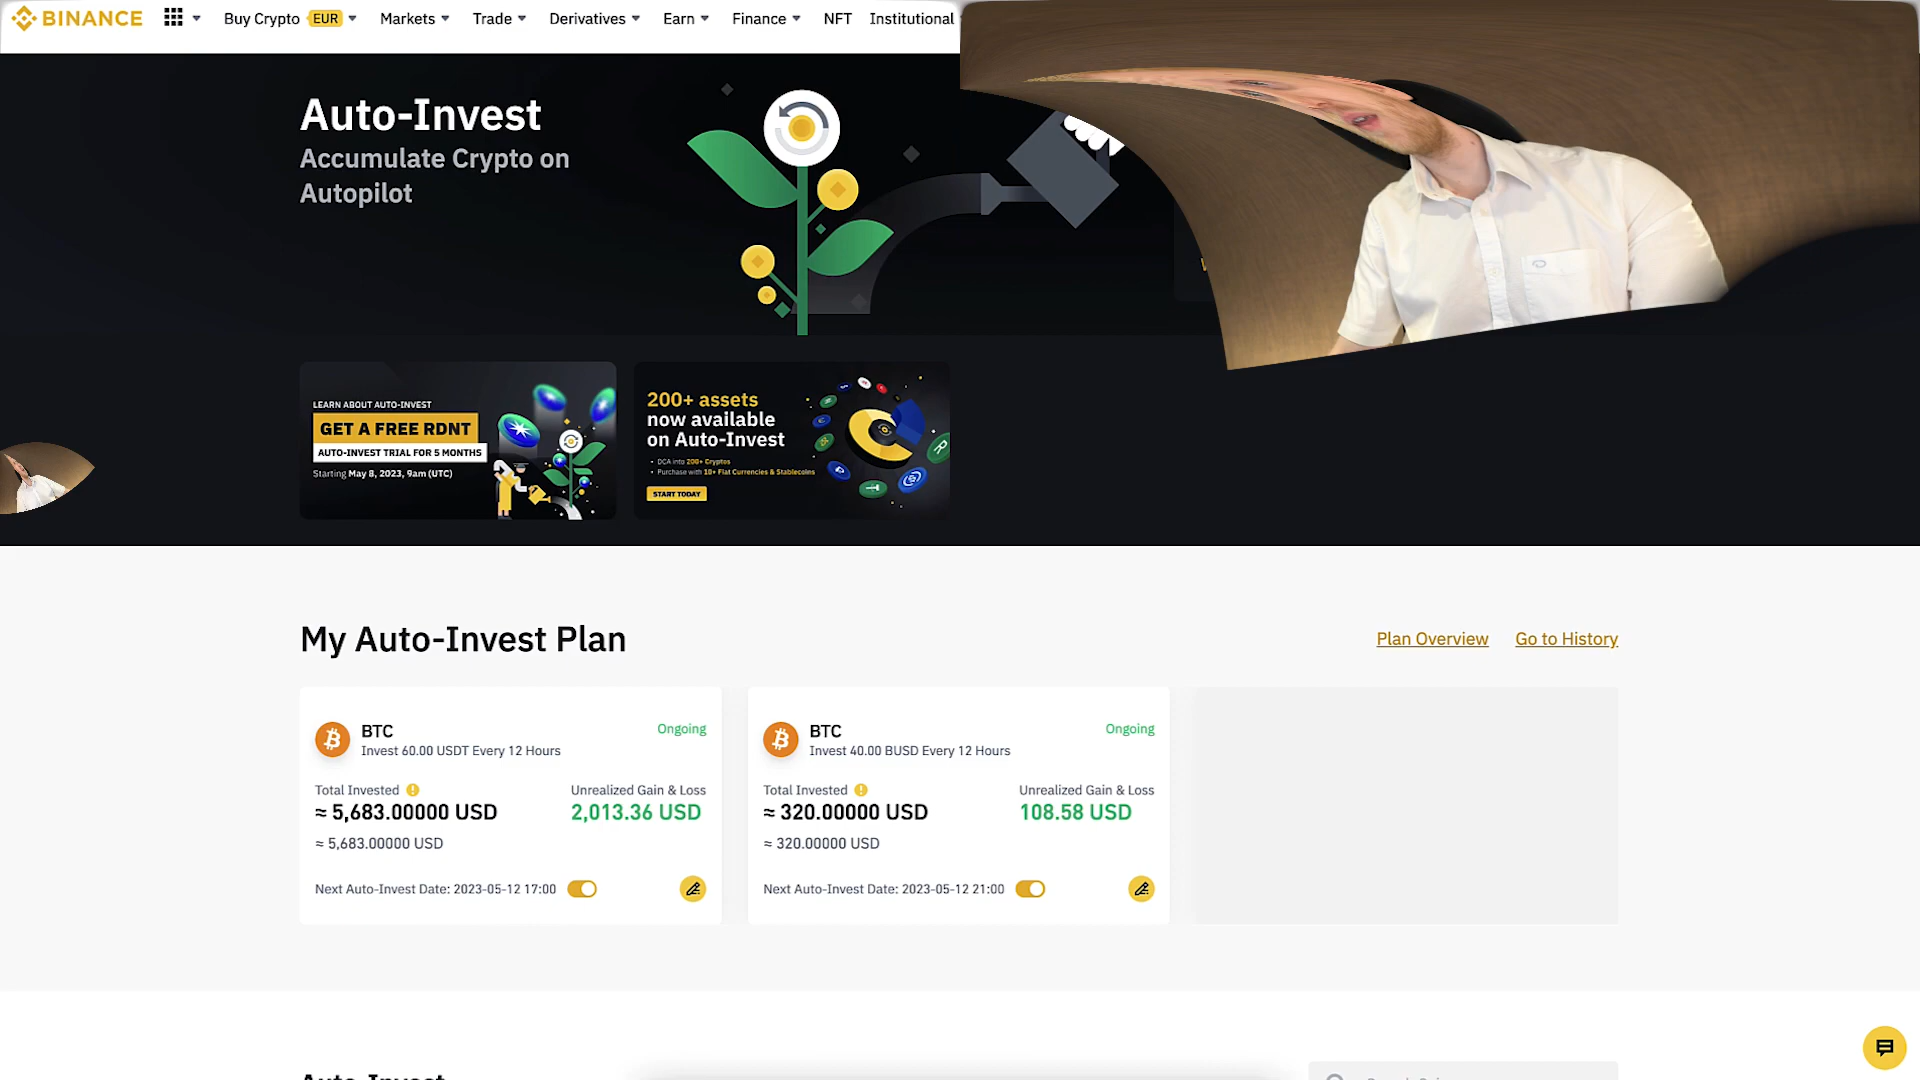 BINANCE
Buy Crypto EUR
Markets
Trade
Derivatives
Earn
Finance
NFT
Institutional
Auto-Invest
Accumulate Crypto on
Autopilot
LEARN ABOUT AUTO-INVEST
GET A FREE RDNT
AUTO-INVEST TRIAL FOR 5 MONTHS
Starting May 8, 2023, 9am (UTC)
200+ assets
now available
on Auto-Invest
• DCA into 200+ Cryptos
• Purchase with 10+ Fiat Currencies & Stablecoins
START TODAY
My Auto-Invest Plan
Plan Overview
Go to History
BTC
Ongoing
Invest 60.00 USDT Every 12 Hours
Total Invested
Unrealized Gain & Loss
≈ 5,683.00000 USD
2,013.36 USD
≈ 5,683.00000 USD
Next Auto-Invest Date: 2023-05-12 17:00
BTC
Ongoing
Invest 40.00 BUSD Every 12 Hours
Total Invested
Unrealized Gain & Loss
≈ 320.00000 USD
108.58 USD
≈ 320.00000 USD
Next Auto-Invest Date: 2023-05-12 21:00
Auto-Invest